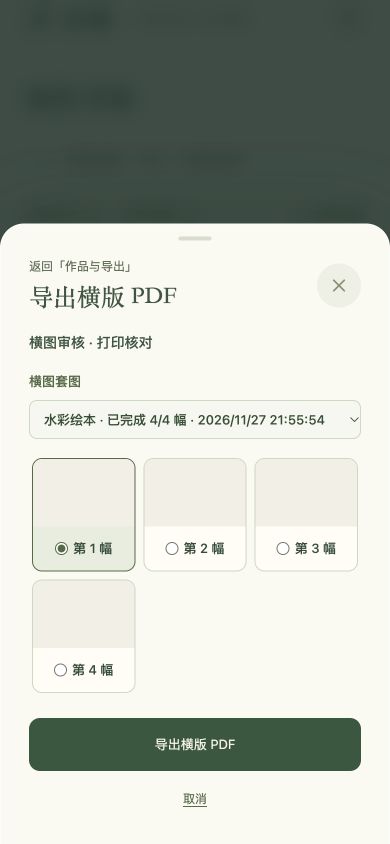 返回「作品与导出」
导出横版 PDF
横图审核 · 打印核对
横图套图
水彩绘本 · 已完成 4/4 幅 · 2026/11/27 21:55:54
第 1 幅
第 2 幅
第 3 幅
第 4 幅
导出横版 PDF
取消